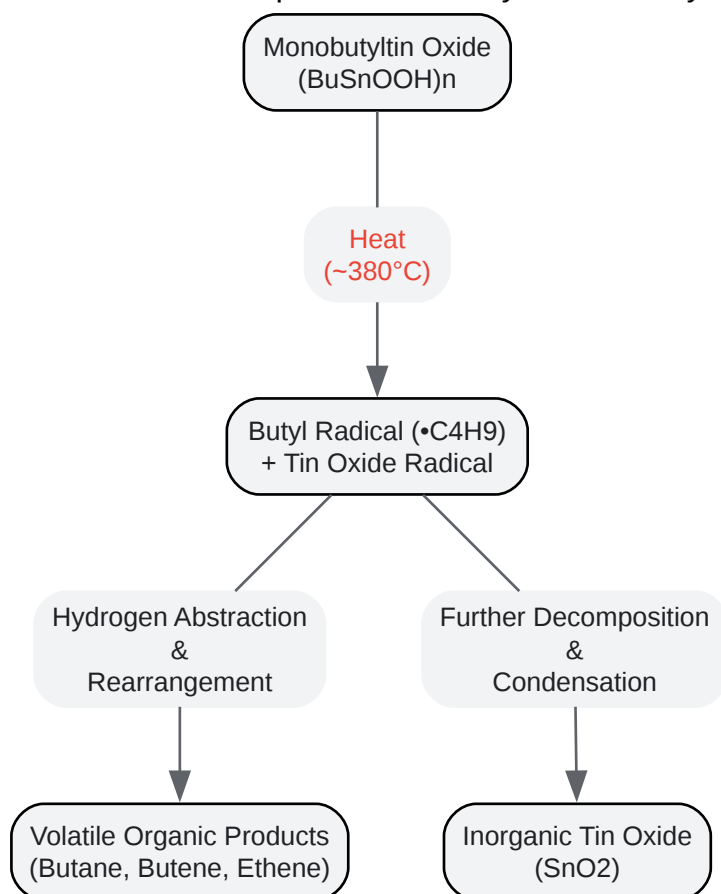 Monobutyltin Oxide
(BuSnOOH)n
Heat
(~380°C)
Butyl Radical (•C4H9)
+ Tin Oxide Radical
Hydrogen Abstraction
&
Rearrangement
Further Decomposition
&
Condensation
Volatile Organic Products
(Butane, Butene, Ethene)
Inorganic Tin Oxide
(SnO2)